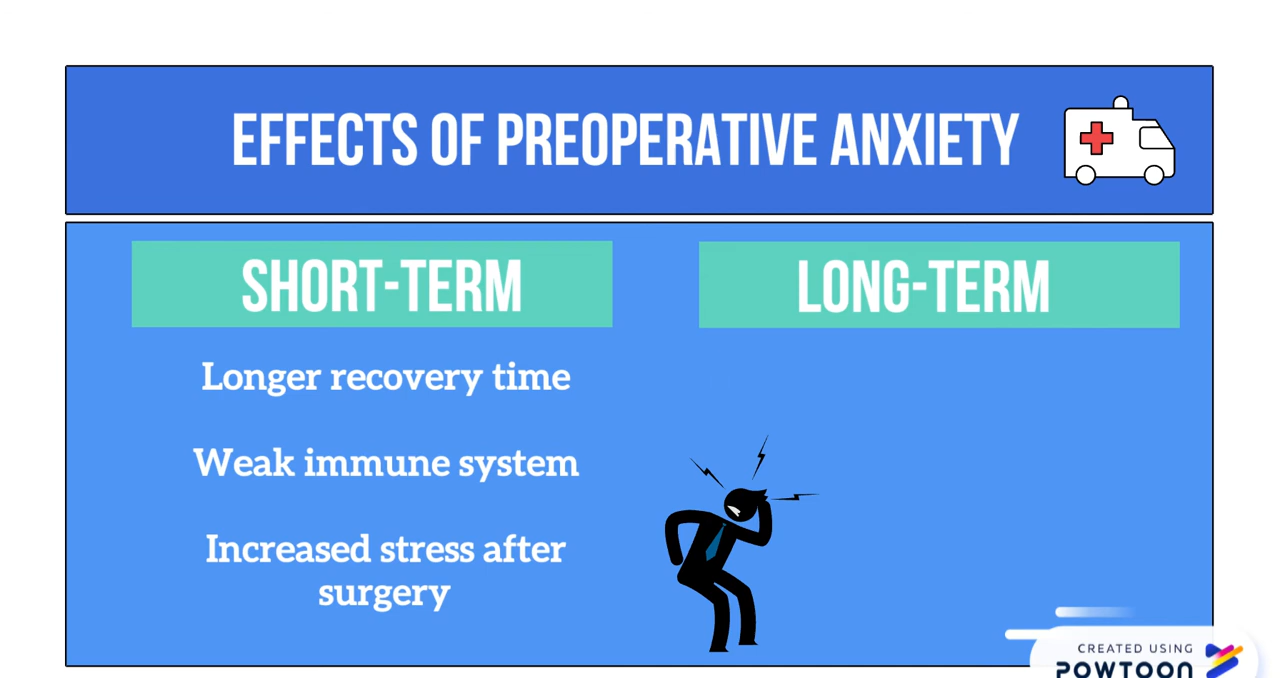 EFFECTS OF PREOPERATIVE ANXIETY
SHORT-TERM
Longer recovery time
Weak immune system
Increased stress after
surgery
LONG-TERM
CREATED USING
POWTOON